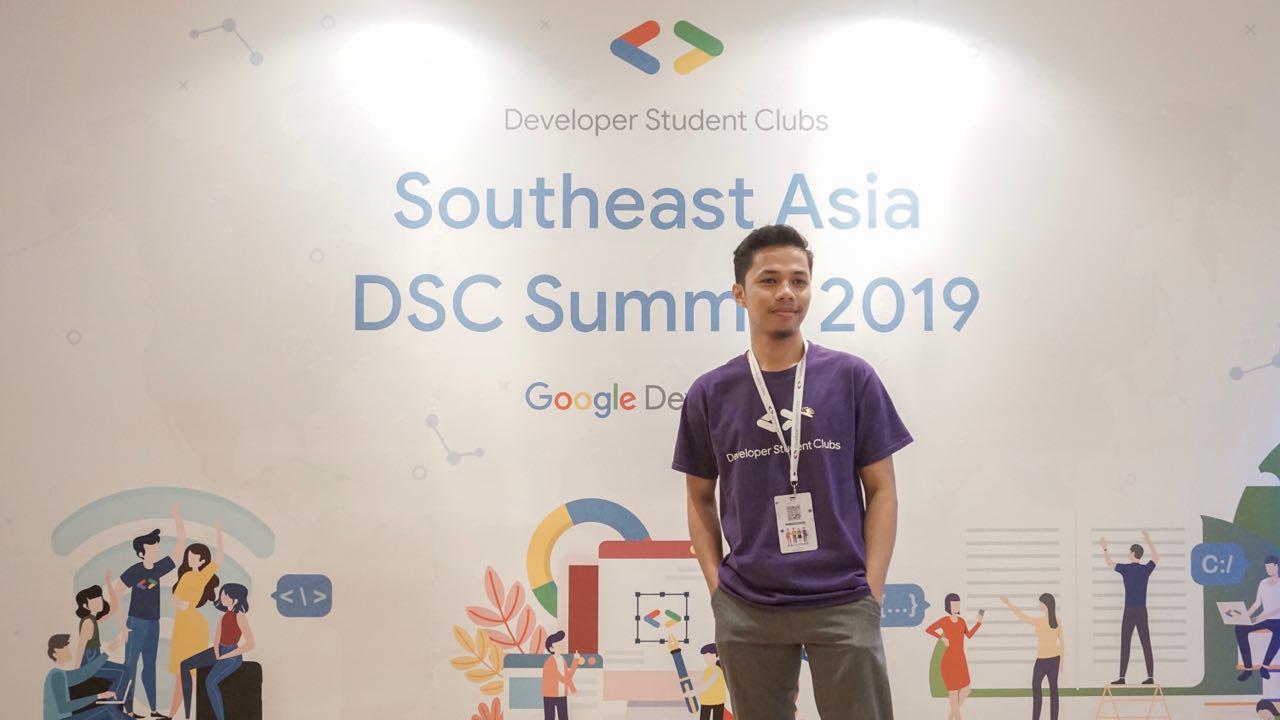 Developer Student Clubs
Southeast Asia
DSC Summ 2019
Google De
Developer Student Clubs
<\>
...}
C:/